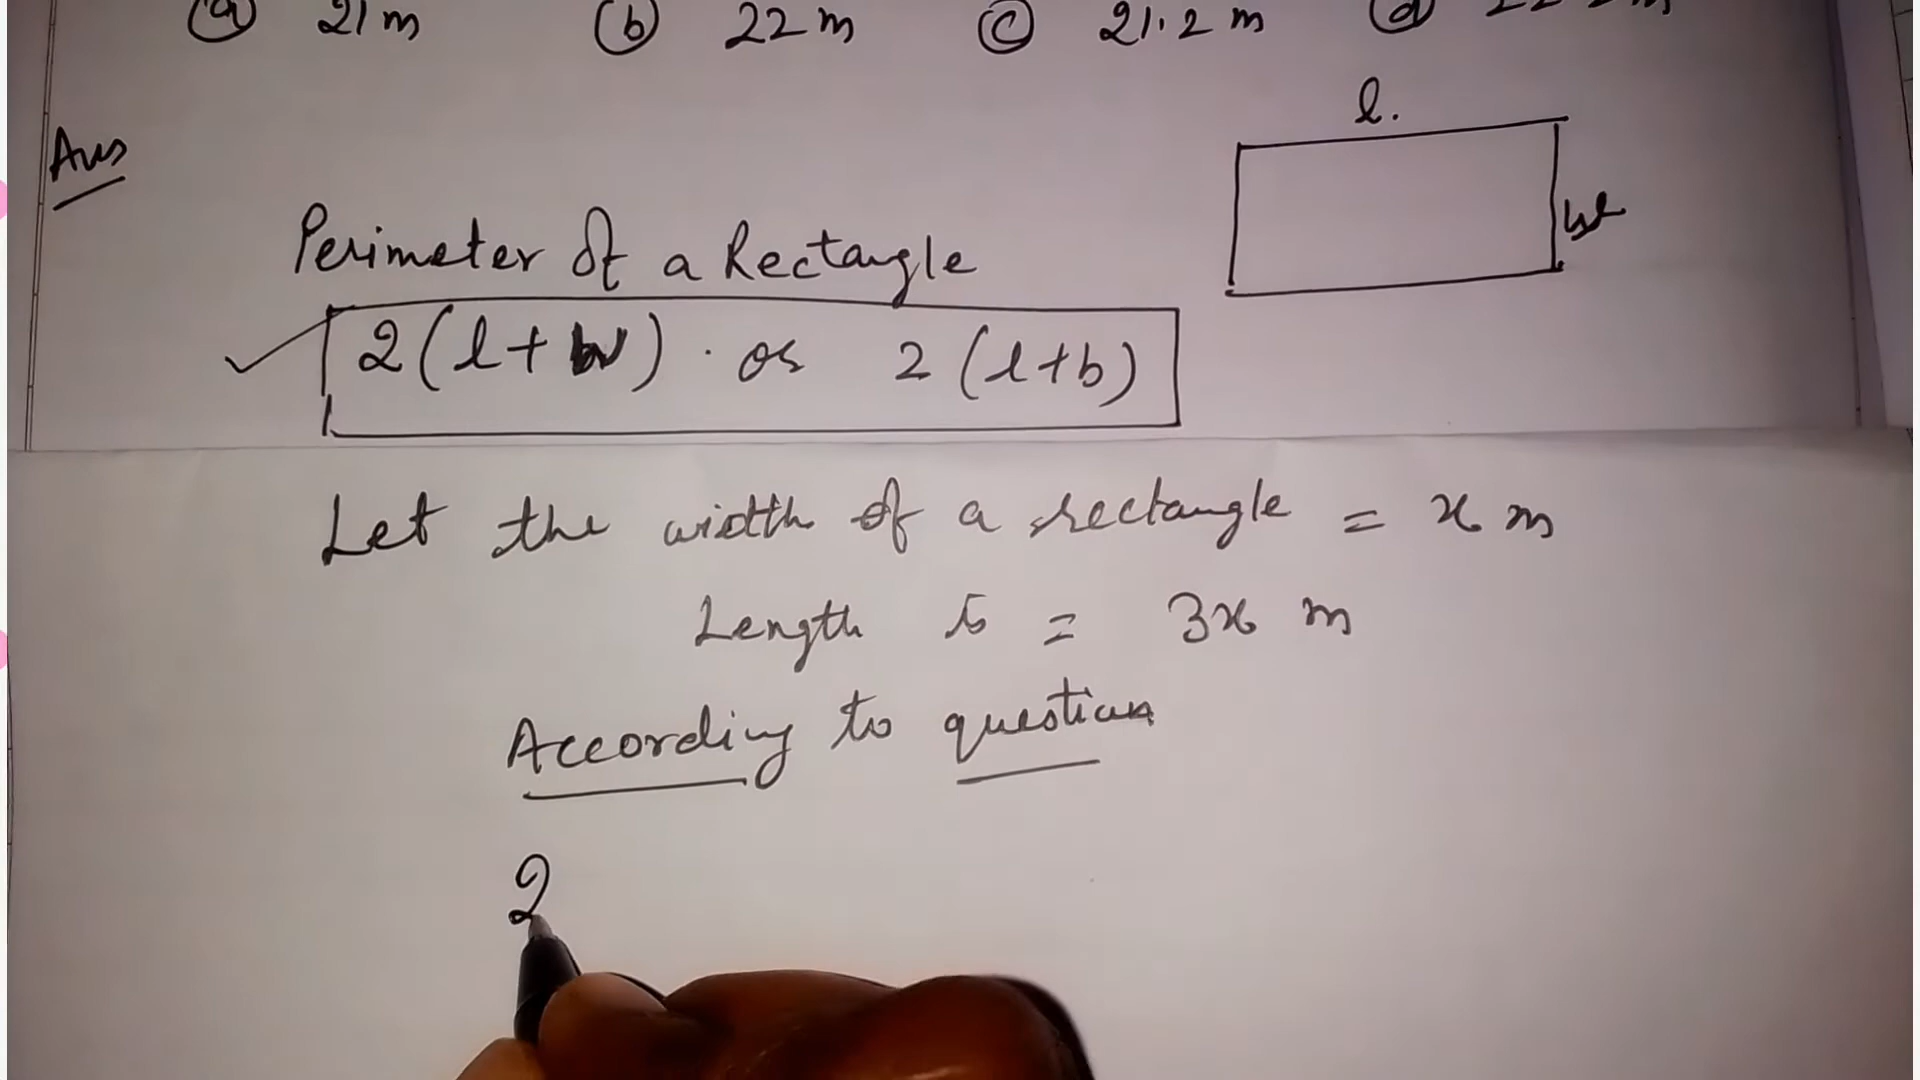 (a) 21 m (b) 22 m (c) 21.2 m (d)
l.
Ans
Perimeter of a Rectangle
2(l+w) . or 2(l+b)
Let the width of a rectangle = x m
Length is = 3x m
According to question
2